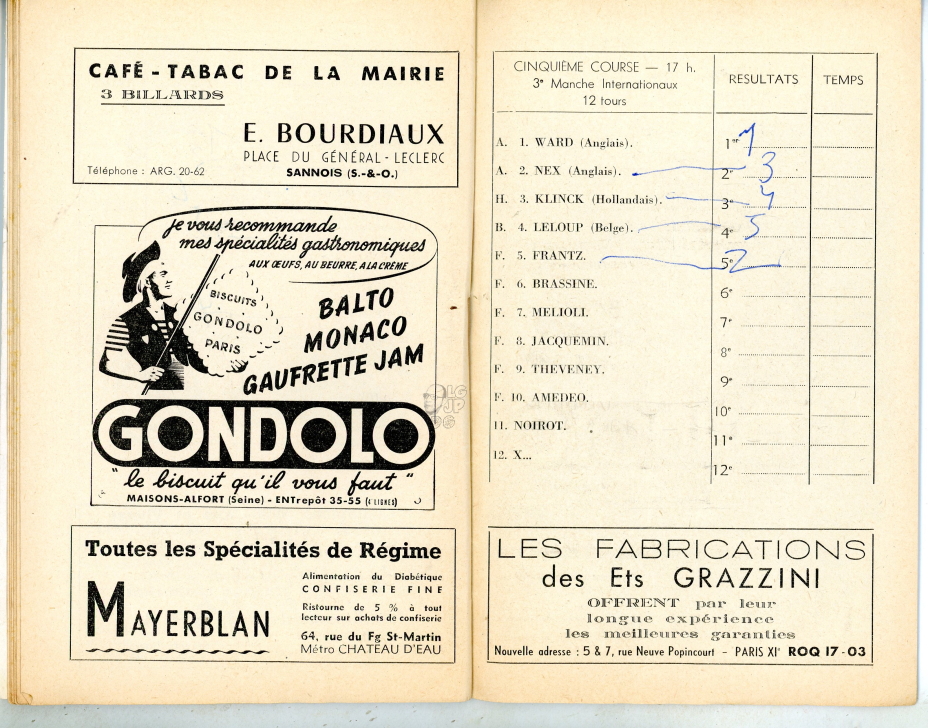 CAFÉ - TABAC DE LA MAIRIE
3 BILLARDS
E. BOURDIAUX
PLACE DU GÉNÉRAL - LECLERC
Téléphone : ARG. 20-62
SANNOIS (S.-&-O.)
je vous recommande
mes spécialités gastronomiques
AUX ŒUFS, AU BEURRE, A LA CRÈME
BISCUITS
GONDOLO
PARIS
BALTO
MONACO
GAUFRETTE JAM
GONDOLO
"le biscuit qu'il vous faut"
MAISONS-ALFORT (Seine) - ENTrepôt 35-55 (4 LIGNES)
Toutes les Spécialités de Régime
MAYERBLAN
Alimentation du Diabétique
CONFISERIE FINE
Ristourne de 5 % à tout
lecteur sur achats de confiserie
64, rue du Fg St-Martin
Métro CHATEAU D'EAU
CINQUIÈME COURSE — 17 h.
3e Manche Internationaux
12 tours
RESULTATS
TEMPS
A. 1. WARD (Anglais). 1er
A. 2. NEX (Anglais). 2e 3
H. 3. KLINCK (Hollandais). 3e 4
B. 4. LELOUP (Belge). 4e 5
F. 5. FRANTZ. 5e 2
F. 6. BRASSINE. 6e
F. 7. MELIOLI. 7e
F. 8. JACQUEMIN. 8e
F. 9. THEVENEY. 9e
F. 10. AMEDEO. 10e
11. NOIROT. 11e
12. X... 12e
LES FABRICATIONS
des Ets GRAZZINI
OFFRENT par leur
longue expérience
les meilleures garanties
Nouvelle adresse : 5 & 7, rue Neuve Popincourt - PARIS XIe ROQ 17-03